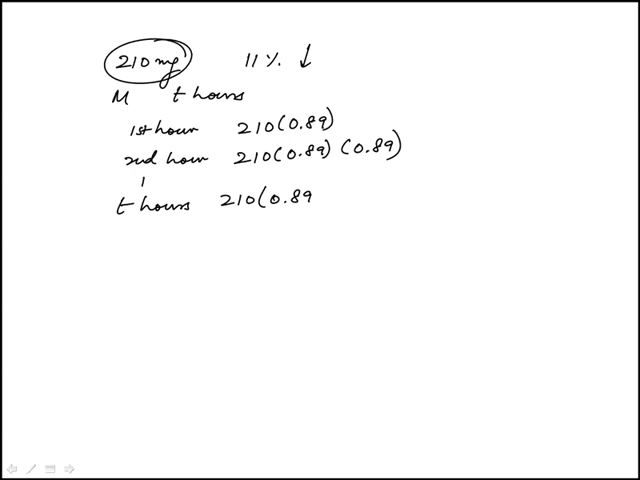 210 mg 11% ↓
M t hours
1st hour 210(0.89)
2nd hour 210(0.89)(0.89)
t hours 210(0.89